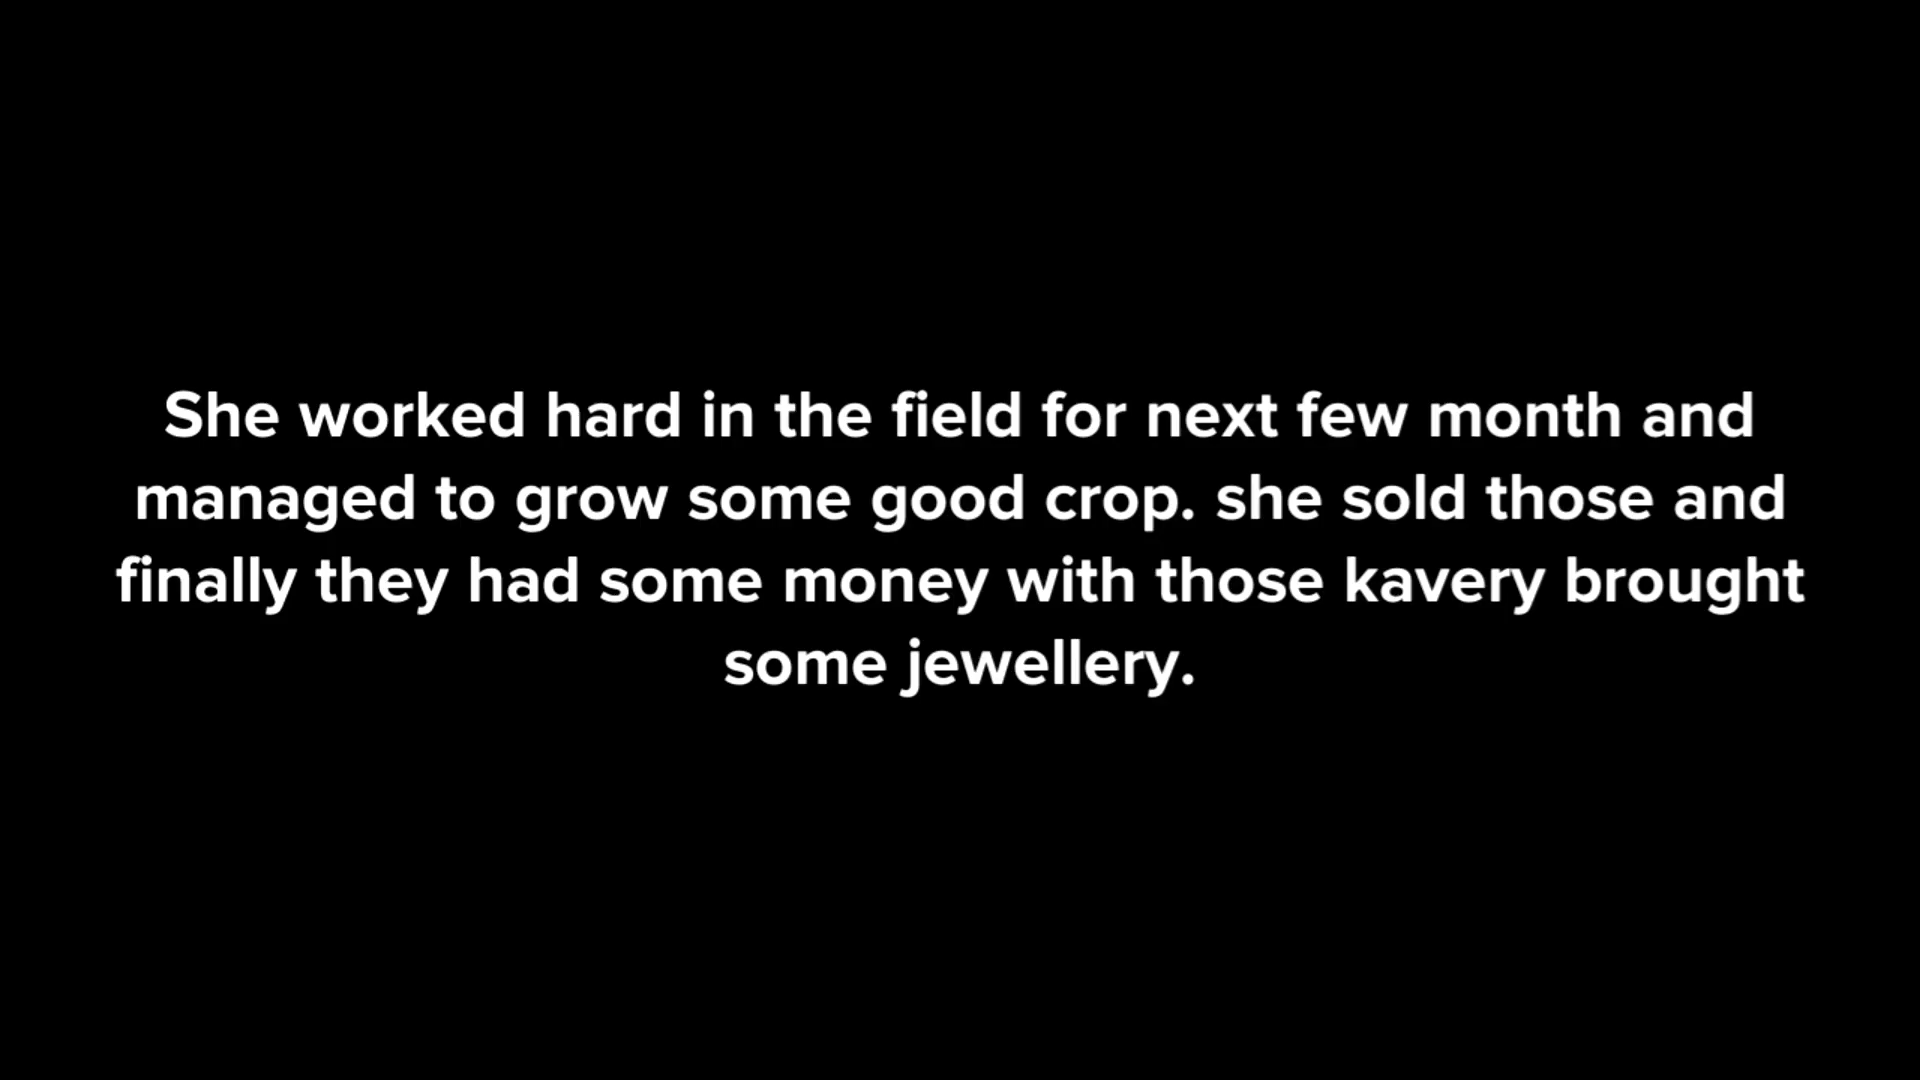 She worked hard in the field for next few month and
managed to grow some good crop. she sold those and
finally they had some money with those kavery brought
some jewellery.